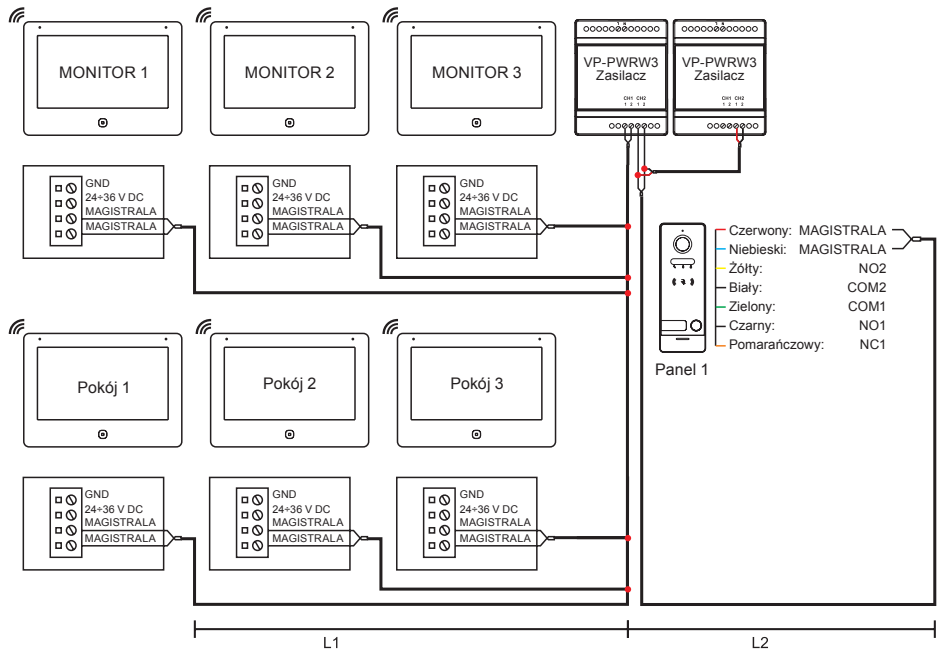 MONITOR 1
MONITOR 2
MONITOR 3
L N
VP-PWRW3
Zasilacz
CH1 CH2
1 2 1 2
L N
VP-PWRW3
Zasilacz
CH1 CH2
1 2 1 2
GND
24÷36 V DC
MAGISTRALA
MAGISTRALA
GND
24÷36 V DC
MAGISTRALA
MAGISTRALA
GND
24÷36 V DC
MAGISTRALA
MAGISTRALA
Czerwony: MAGISTRALA
Niebieski: MAGISTRALA
Żółty: NO2
Biały: COM2
Zielony: COM1
Czarny: NO1
Pomarańczowy: NC1
Panel 1
Pokój 1
Pokój 2
Pokój 3
GND
24÷36 V DC
MAGISTRALA
MAGISTRALA
GND
24÷36 V DC
MAGISTRALA
MAGISTRALA
GND
24÷36 V DC
MAGISTRALA
MAGISTRALA
L1
L2